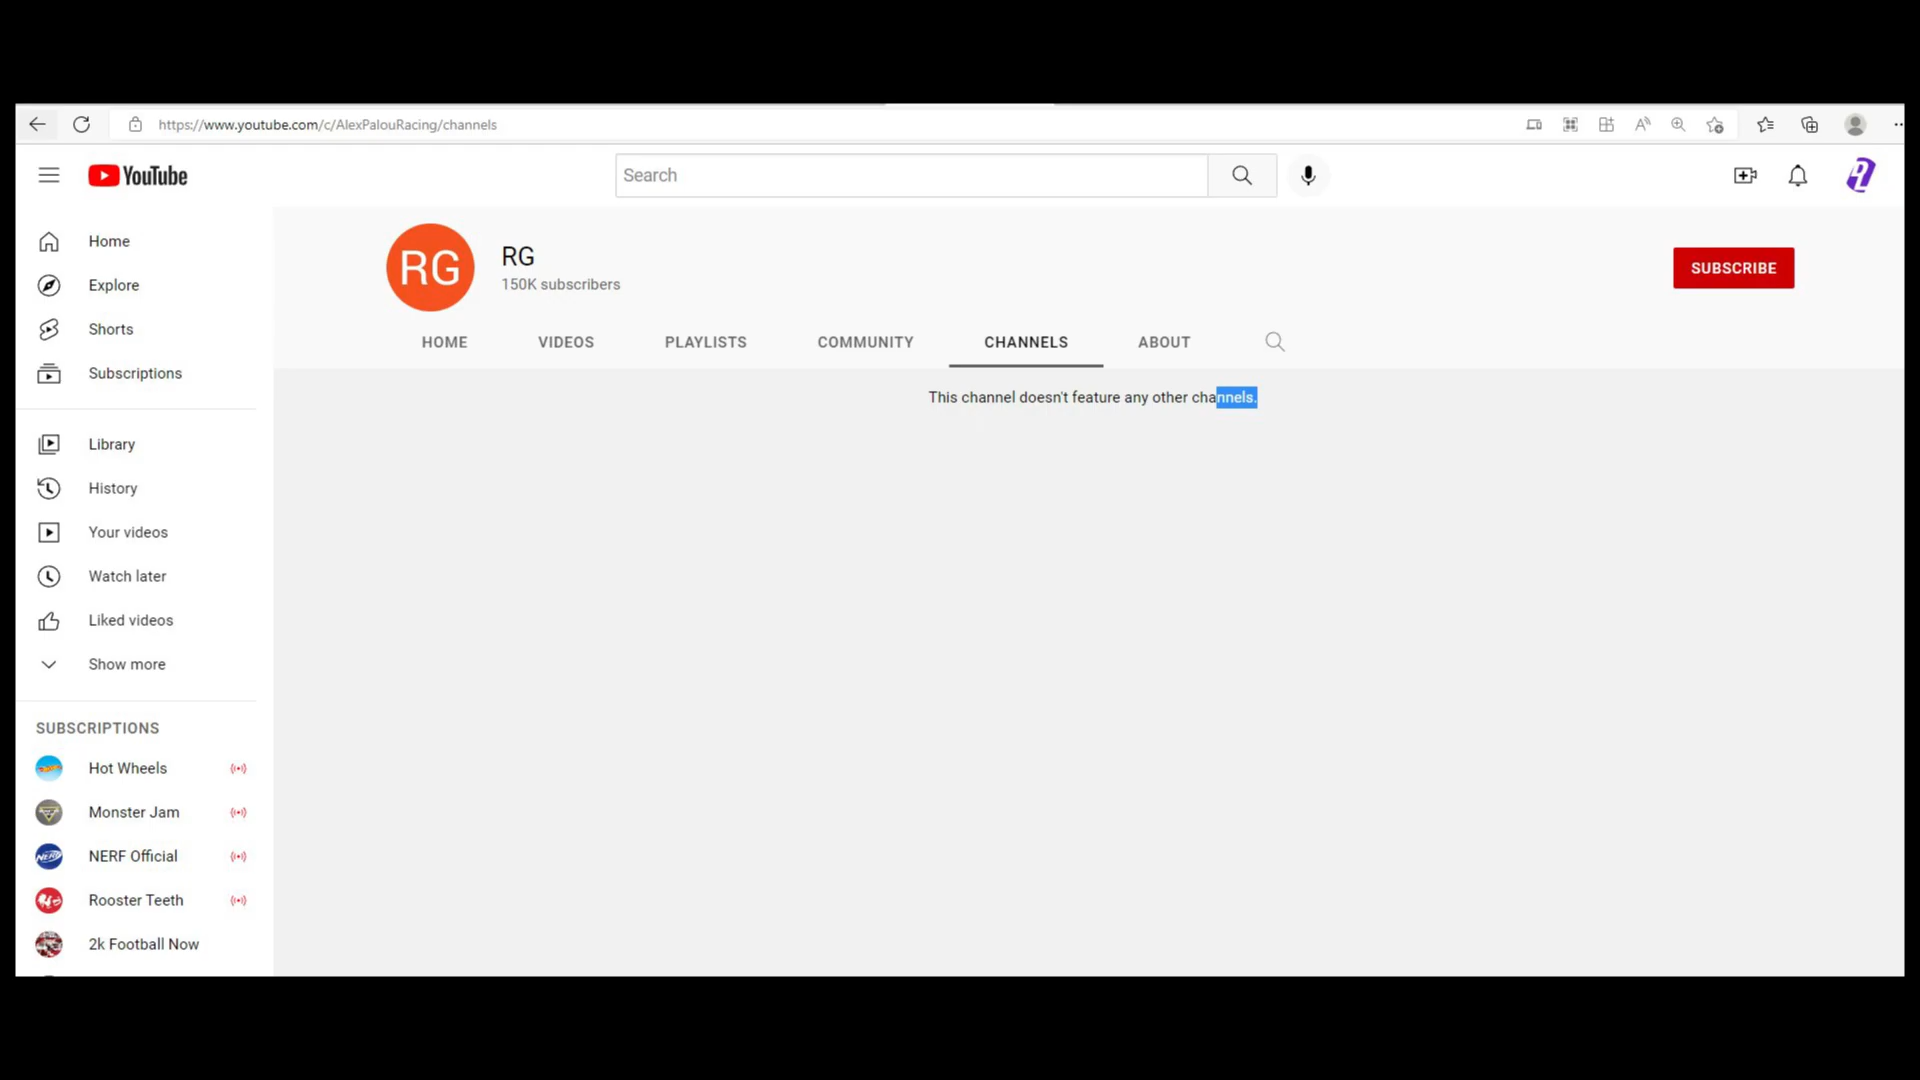 https://www.youtube.com/c/AlexPalouRacing/channels
YouTube
Search
Home
Explore
Shorts
Subscriptions
Library
History
Your videos
Watch later
Liked videos
Show more
SUBSCRIPTIONS
Hot Wheels
Monster Jam
NERF Official
Rooster Teeth
2k Football Now
RG
RG
150K subscribers
SUBSCRIBE
HOME VIDEOS PLAYLISTS COMMUNITY CHANNELS ABOUT
This channel doesn't feature any other channels.